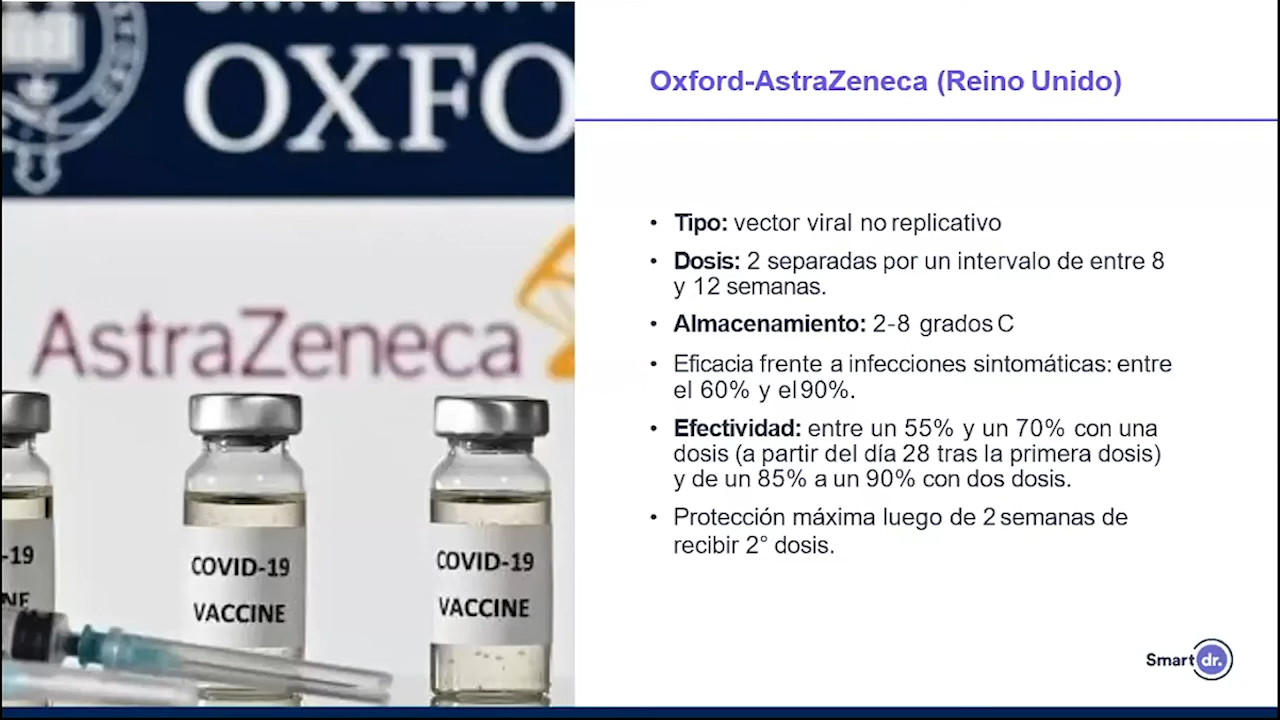 OXFO
AstraZeneca
-19
NE
COVID-19
VACCINE
COVID-19
VACCINE
Oxford-AstraZeneca (Reino Unido)
• Tipo: vector viral no replicativo
• Dosis: 2 separadas por un intervalo de entre 8
y 12 semanas.
• Almacenamiento: 2-8 grados C
• Eficacia frente a infecciones sintomáticas: entre
el 60% y el 90%.
• Efectividad: entre un 55% y un 70% con una
dosis (a partir del día 28 tras la primera dosis)
y de un 85% a un 90% con dos dosis.
• Protección máxima luego de 2 semanas de
recibir 2° dosis.
Smart dr.